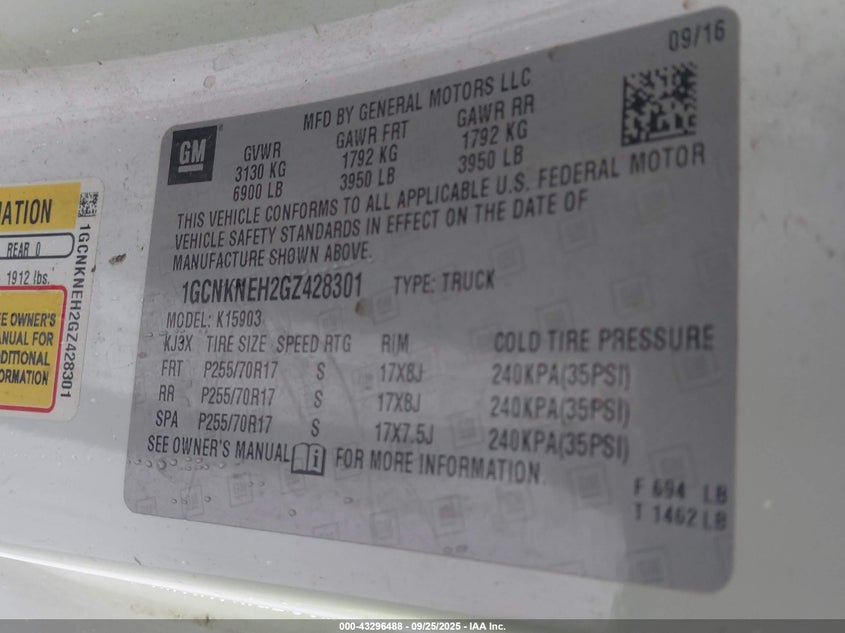 09/16
MFD BY GENERAL MOTORS LLC
GM
GVWR GAWR FRT GAWR RR
3130 KG 1792 KG 1792 KG
6900 LB 3950 LB 3950 LB
THIS VEHICLE CONFORMS TO ALL APPLICABLE U.S. FEDERAL MOTOR
VEHICLE SAFETY STANDARDS IN EFFECT ON THE DATE OF
MANUFACTURE SHOWN ABOVE.
1GCNKNEH2GZ428301 TYPE: TRUCK
MODEL: K15903
KJ3X TIRE SIZE SPEED RTG RIM COLD TIRE PRESSURE
FRT P255/70R17 S 17X8J 240KPA(35PSI)
RR P255/70R17 S 17X8J 240KPA(35PSI)
SPA P255/70R17 S 17X7.5J 240KPA(35PSI)
SEE OWNER'S MANUAL i FOR MORE INFORMATION.
F 694 LB
T 1462 LB
MATION
REAR 0
1912 lbs.
EE OWNER'S
ANUAL FOR
DDITIONAL
FORMATION
1GCNKNEH2GZ428301
000-43296488 - 09/25/2025 - IAA Inc.